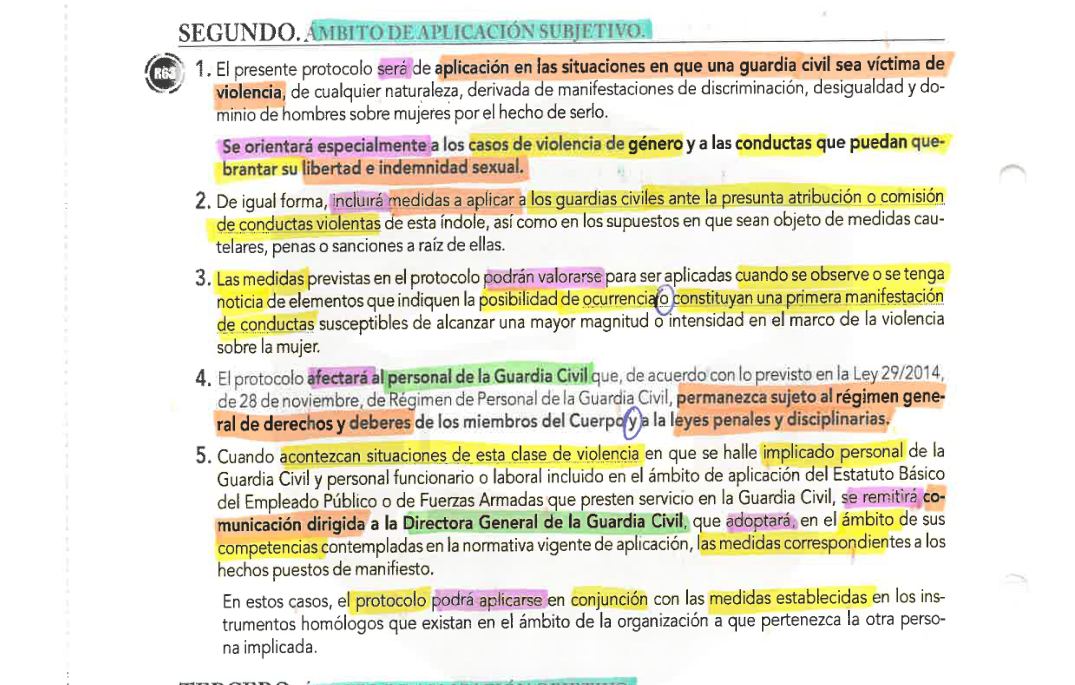 SEGUNDO. ÁMBITO DE APLICACIÓN SUBJETIVO.
R63
1. El presente protocolo será de aplicación en las situaciones en que una guardia civil sea víctima de
violencia, de cualquier naturaleza, derivada de manifestaciones de discriminación, desigualdad y do-
minio de hombres sobre mujeres por el hecho de serlo.
Se orientará especialmente a los casos de violencia de género y a las conductas que puedan que-
brantar su libertad e indemnidad sexual.
2. De igual forma, incluirá medidas a aplicar a los guardias civiles ante la presunta atribución o comisión
de conductas violentas de esta índole, así como en los supuestos en que sean objeto de medidas cau-
telares, penas o sanciones a raíz de ellas.
3. Las medidas previstas en el protocolo podrán valorarse para ser aplicadas cuando se observe o se tenga
noticia de elementos que indiquen la posibilidad de ocurrencia o constituyan una primera manifestación
de conductas susceptibles de alcanzar una mayor magnitud o intensidad en el marco de la violencia
sobre la mujer.
4. El protocolo afectará al personal de la Guardia Civil que, de acuerdo con lo previsto en la Ley 29/2014,
de 28 de noviembre, de Régimen de Personal de la Guardia Civil, permanezca sujeto al régimen gene-
ral de derechos y deberes de los miembros del Cuerpo y a la leyes penales y disciplinarias.
5. Cuando acontezcan situaciones de esta clase de violencia en que se halle implicado personal de la
Guardia Civil y personal funcionario o laboral incluido en el ámbito de aplicación del Estatuto Básico
del Empleado Público o de Fuerzas Armadas que presten servicio en la Guardia Civil, se remitirá co-
municación dirigida a la Directora General de la Guardia Civil, que adoptará, en el ámbito de sus
competencias contempladas en la normativa vigente de aplicación, las medidas correspondientes a los
hechos puestos de manifiesto.
En estos casos, el protocolo podrá aplicarse en conjunción con las medidas establecidas en los ins-
trumentos homólogos que existan en el ámbito de la organización a que pertenezca la otra perso-
na implicada.